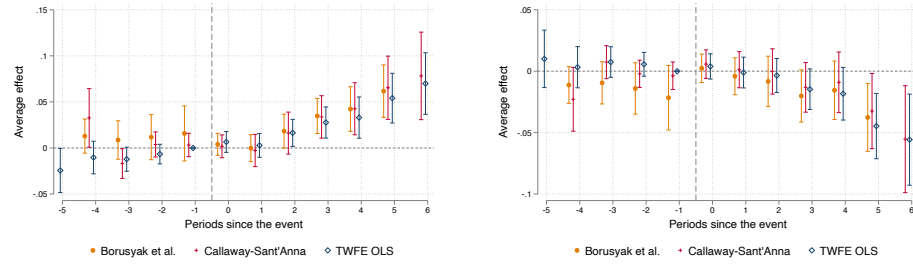 Average effect
.15
.1
.05
0
-.05
-5 -4 -3 -2 -1 0 1 2 3 4 5 6
Periods since the event
Borusyak et al. Callaway-Sant'Anna TWFE OLS
Average effect
.05
0
-.05
-.1
-5 -4 -3 -2 -1 0 1 2 3 4 5 6
Periods since the event
Borusyak et al. Callaway-Sant'Anna TWFE OLS